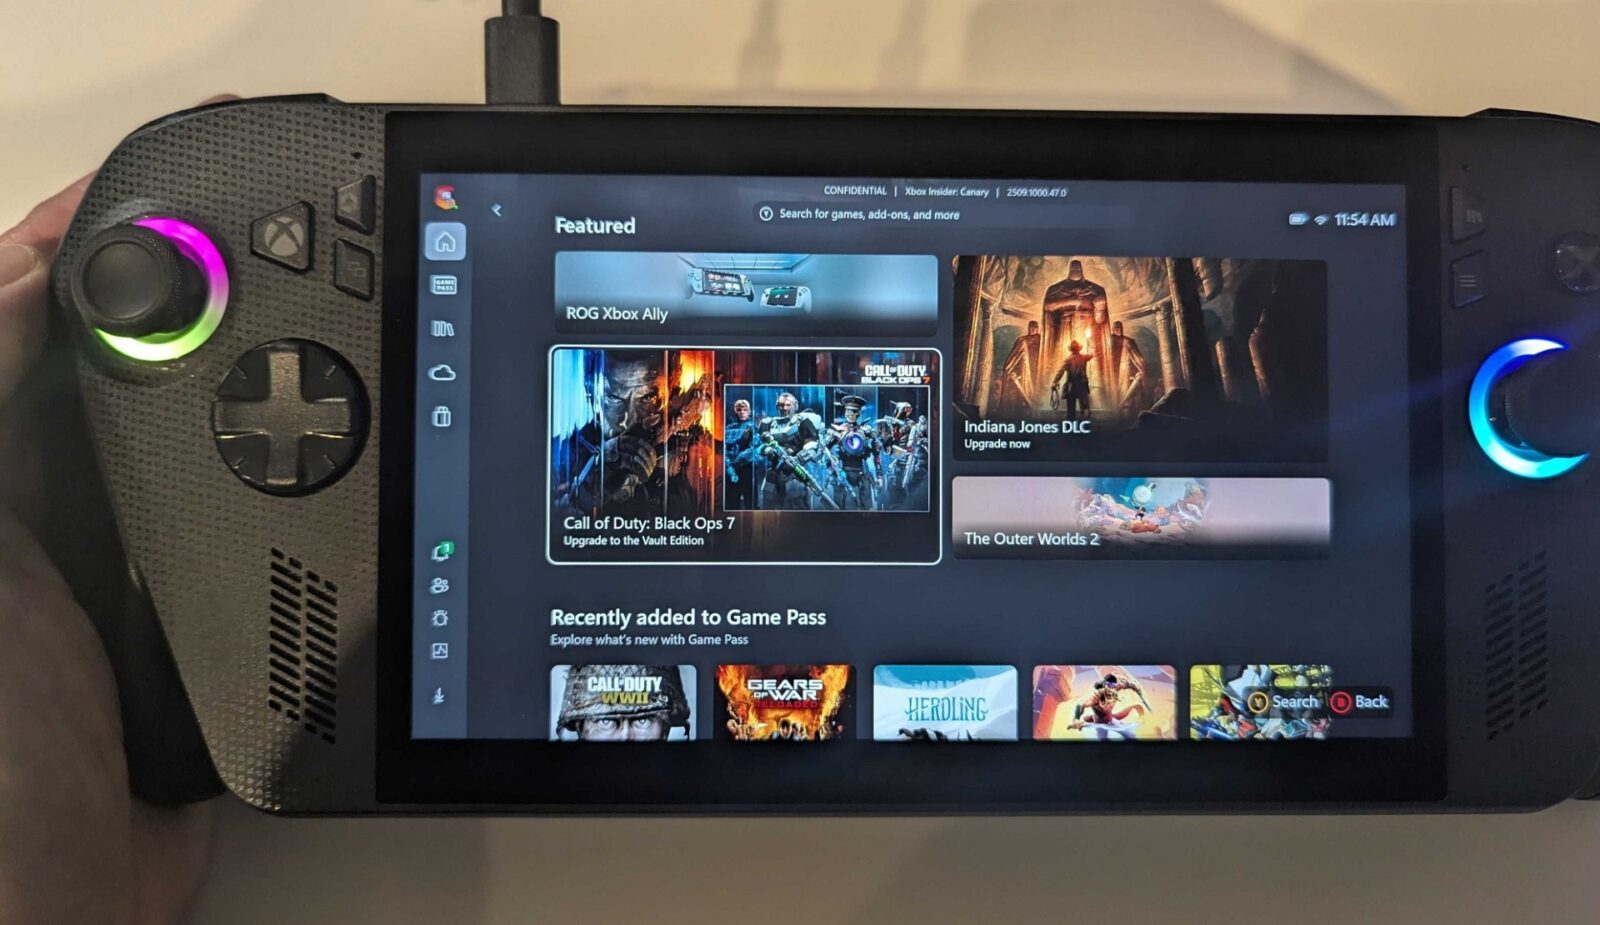 CONFIDENTIAL | Xbox Insider: Canary | 2509.1000.47.0
Search for games, add-ons, and more
11:54 AM
Featured
GAME PASS
ROG Xbox Ally
CALL OF DUTY
BLACK OPS 7
Call of Duty: Black Ops 7
Upgrade to the Vault Edition
Indiana Jones DLC
Upgrade now
The Outer Worlds 2
Recently added to Game Pass
Explore what's new with Game Pass
CALL OF DUTY
WWII
GEARS
OF WAR
RELOADED
HERDLING
Y Search B Back